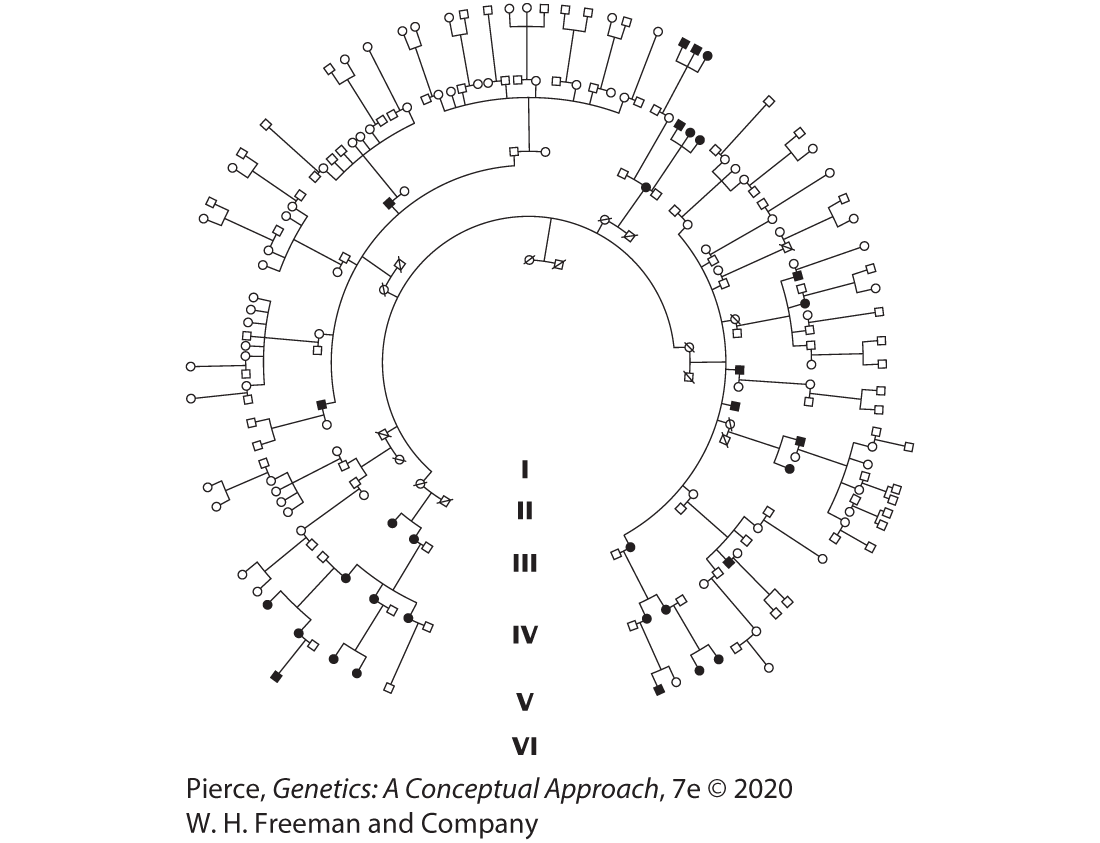 I
II
III
IV
V
VI
Pierce, Genetics: A Conceptual Approach, 7e © 2020
W. H. Freeman and Company